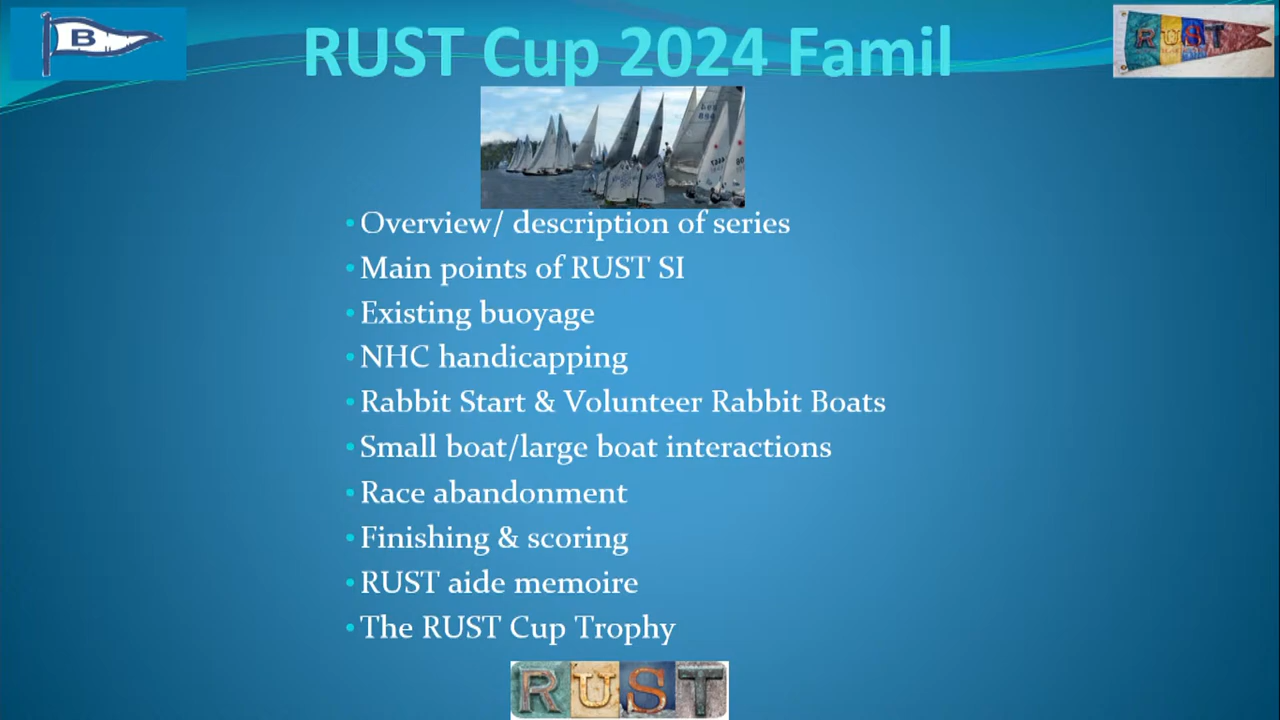 B
RUST Cup 2024 Famil
RUST
• Overview/ description of series
• Main points of RUST SI
• Existing buoyage
• NHC handicapping
• Rabbit Start & Volunteer Rabbit Boats
• Small boat/large boat interactions
• Race abandonment
• Finishing & scoring
• RUST aide memoire
• The RUST Cup Trophy
RUST